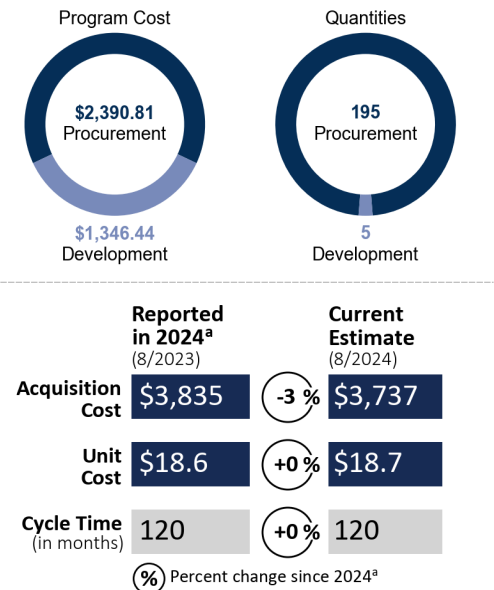 Program Cost
Quantities
$2,390.81
Procurement
195
Procurement
$1,346.44
Development
5
Development
Reported
in 2024ᵃ
(8/2023)
Current
Estimate
(8/2024)
Acquisition
Cost
$3,835
-3 %
$3,737
Unit
Cost
$18.6
+0 %
$18.7
Cycle Time
(in months)
120
+0 %
120
% Percent change since 2024ᵃ